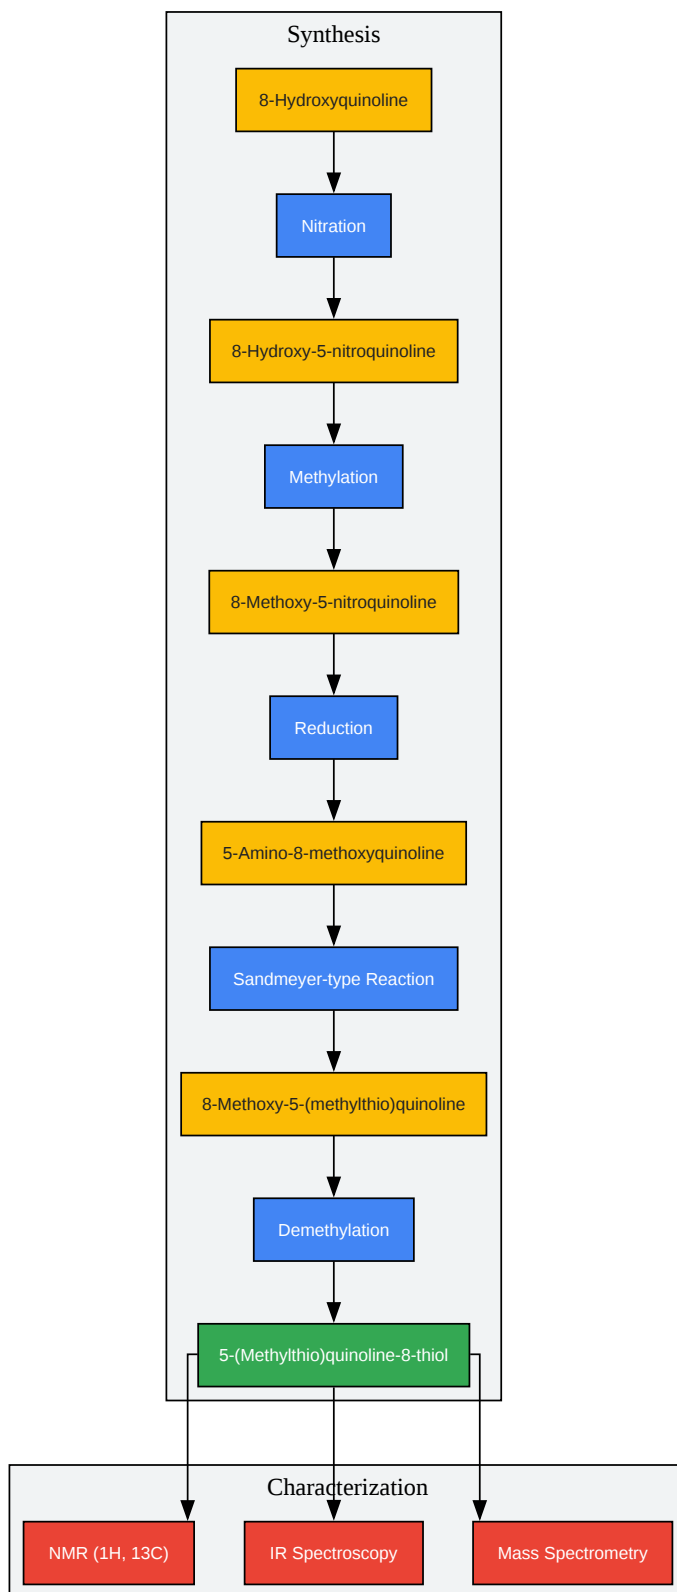 Synthesis
8-Hydroxyquinoline
Nitration
8-Hydroxy-5-nitroquinoline
Methylation
8-Methoxy-5-nitroquinoline
Reduction
5-Amino-8-methoxyquinoline
Sandmeyer-type Reaction
8-Methoxy-5-(methylthio)quinoline
Demethylation
5-(Methylthio)quinoline-8-thiol
Characterization
NMR (1H, 13C)
IR Spectroscopy
Mass Spectrometry